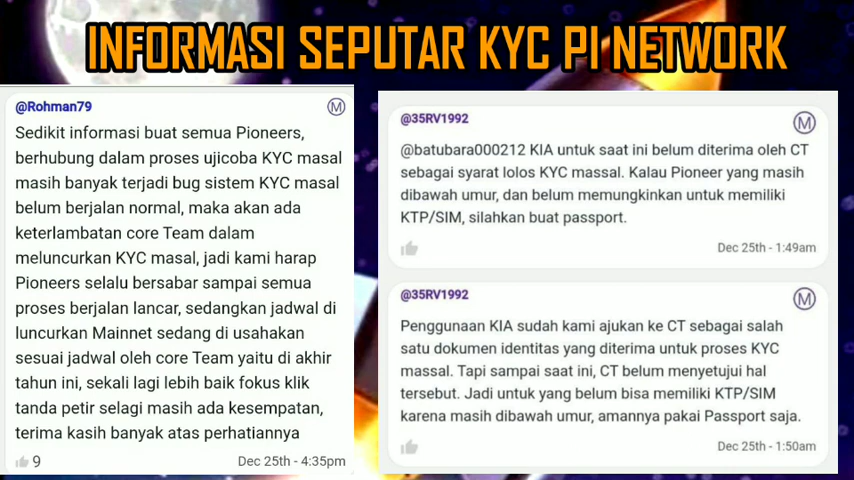 INFORMASI SEPUTAR KYC PI NETWORK
@Rohman79
M
Sedikit informasi buat semua Pioneers,
berhubung dalam proses ujicoba KYC masal
masih banyak terjadi bug sistem KYC masal
belum berjalan normal, maka akan ada
keterlambatan core Team dalam
meluncurkan KYC masal, jadi kami harap
Pioneers selalu bersabar sampai semua
proses berjalan lancar, sedangkan jadwal di
luncurkan Mainnet sedang di usahakan
sesuai jadwal oleh core Team yaitu di akhir
tahun ini, sekali lagi lebih baik fokus klik
tanda petir selagi masih ada kesempatan,
terima kasih banyak atas perhatiannya
9
Dec 25th - 4:35pm
@35RV1992
M
@batubara000212 KIA untuk saat ini belum diterima oleh CT
sebagai syarat lolos KYC massal. Kalau Pioneer yang masih
dibawah umur, dan belum memungkinkan untuk memiliki
KTP/SIM, silahkan buat passport.
Dec 25th - 1:49am
@35RV1992
M
Penggunaan KIA sudah kami ajukan ke CT sebagai salah
satu dokumen identitas yang diterima untuk proses KYC
massal. Tapi sampai saat ini, CT belum menyetujui hal
tersebut. Jadi untuk yang belum bisa memiliki KTP/SIM
karena masih dibawah umur, amannya pakai Passport saja.
Dec 25th - 1:50am